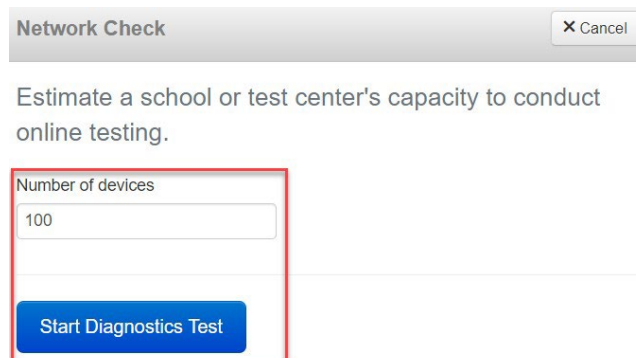 Network Check
✕ Cancel
Estimate a school or test center's capacity to conduct
online testing.
Number of devices
100
Start Diagnostics Test